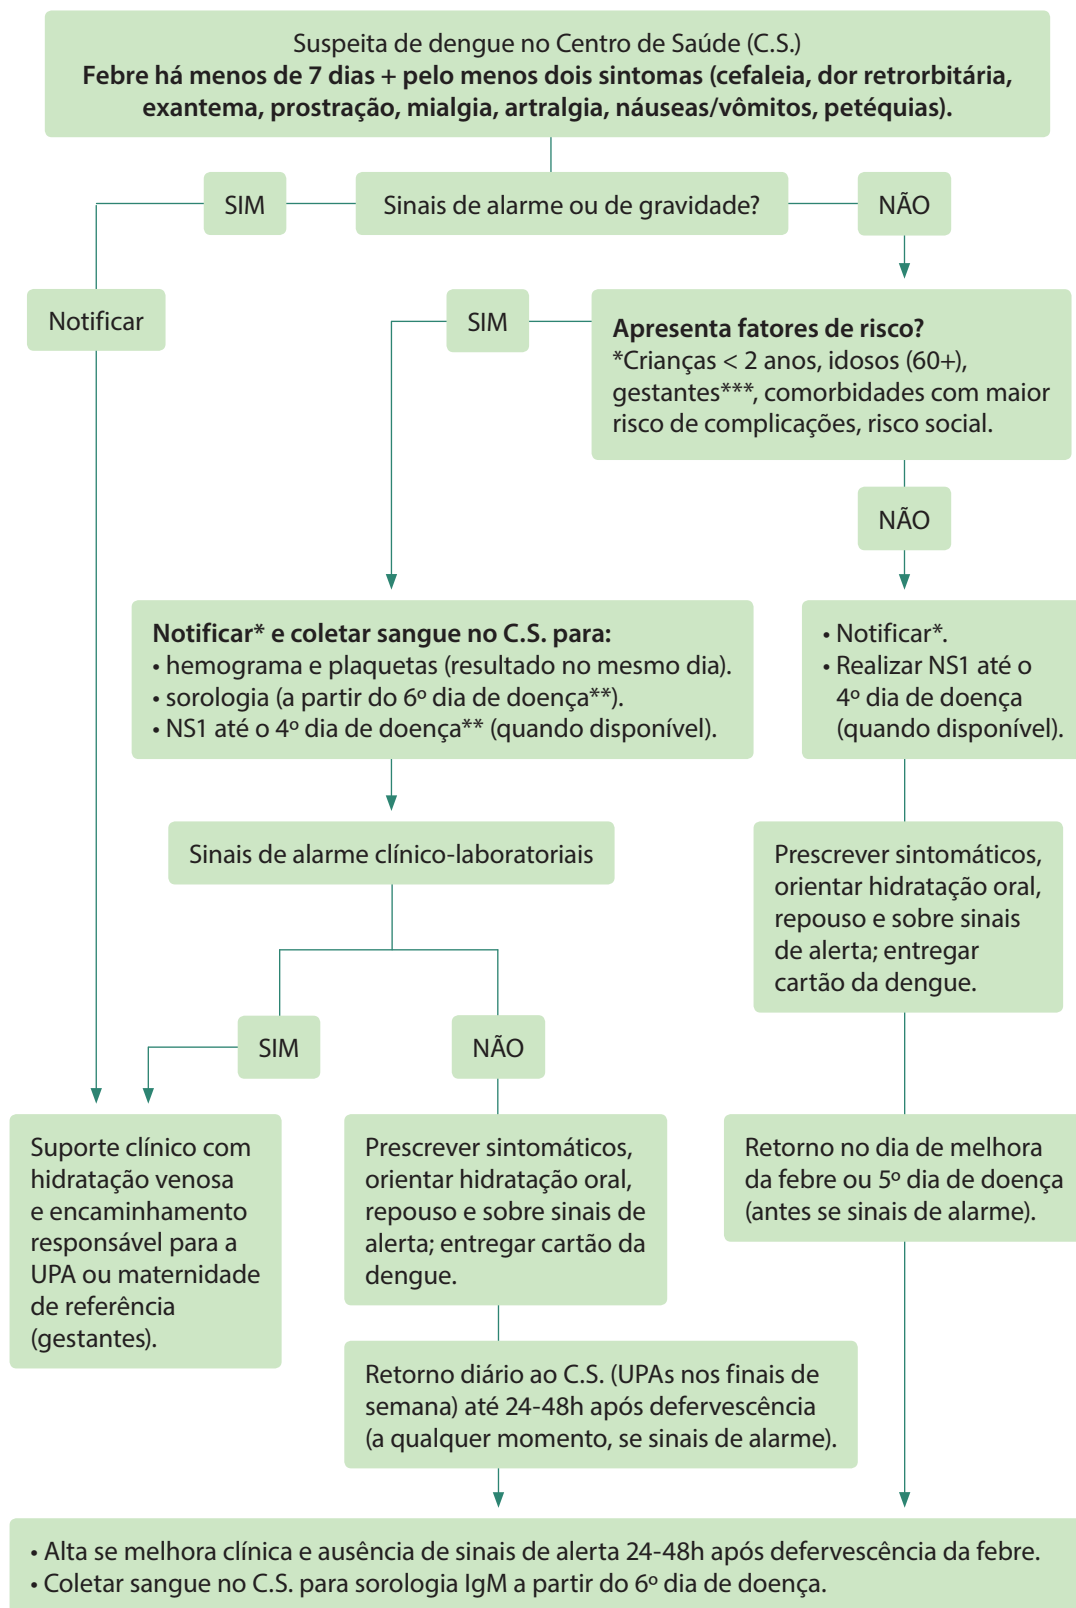 Suspeita de dengue no Centro de Saúde (C.S.)
Febre há menos de 7 dias + pelo menos dois sintomas (cefaleia, dor retrorbitária,
exantema, prostração, mialgia, artralgia, náuseas/vômitos, petéquias).
SIM
Sinais de alarme ou de gravidade?
NÃO
Notificar
SIM
Apresenta fatores de risco?
*Crianças < 2 anos, idosos (60+),
gestantes***, comorbidades com maior
risco de complicações, risco social.
NÃO
Notificar* e coletar sangue no C.S. para:
• hemograma e plaquetas (resultado no mesmo dia).
• sorologia (a partir do 6º dia de doença**).
• NS1 até o 4º dia de doença** (quando disponível).
• Notificar*.
• Realizar NS1 até o
4º dia de doença
(quando disponível).
Sinais de alarme clínico-laboratoriais
Prescrever sintomáticos,
orientar hidratação oral,
repouso e sobre sinais
de alerta; entregar
cartão da dengue.
SIM
NÃO
Suporte clínico com
hidratação venosa
e encaminhamento
responsável para a
UPA ou maternidade
de referência
(gestantes).
Prescrever sintomáticos,
orientar hidratação oral,
repouso e sobre sinais de
alerta; entregar cartão da
dengue.
Retorno no dia de melhora
da febre ou 5º dia de doença
(antes se sinais de alarme).
Retorno diário ao C.S. (UPAs nos finais de
semana) até 24-48h após defervescência
(a qualquer momento, se sinais de alarme).
• Alta se melhora clínica e ausência de sinais de alerta 24-48h após defervescência da febre.
• Coletar sangue no C.S. para sorologia IgM a partir do 6º dia de doença.